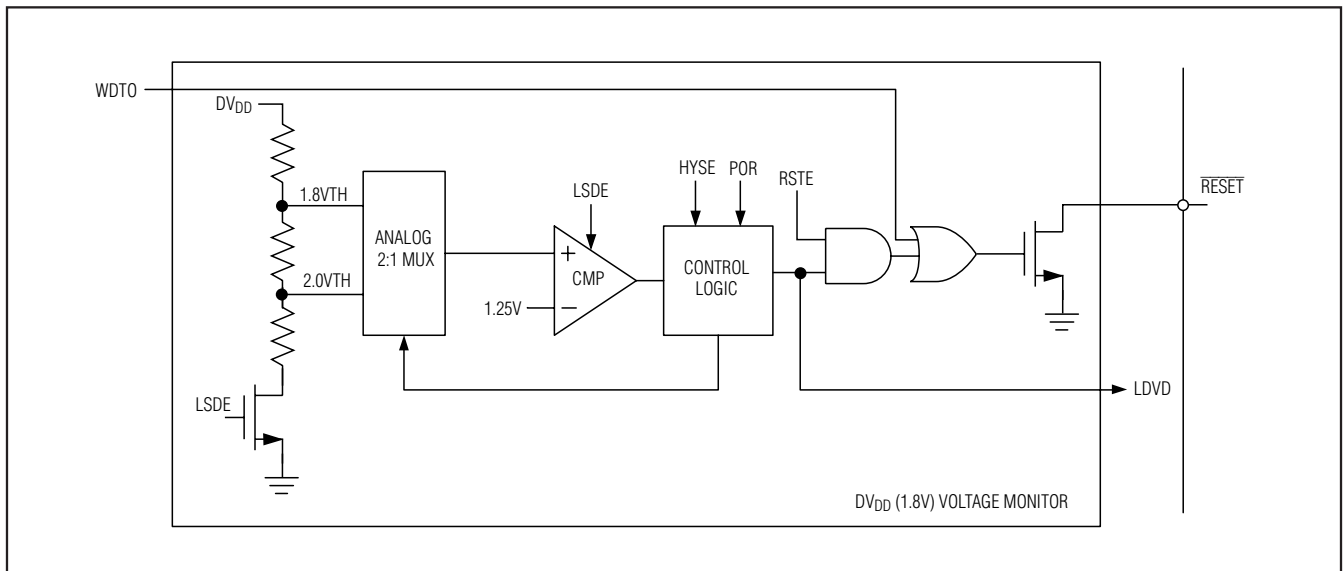 WDTO
DVDD
1.8VTH
2.0VTH
LSDE
ANALOG
2:1 MUX
LSDE
+
CMP
1.25V
−
HYSE
POR
CONTROL
LOGIC
RSTE
RESET
LDVD
DVDD (1.8V) VOLTAGE MONITOR